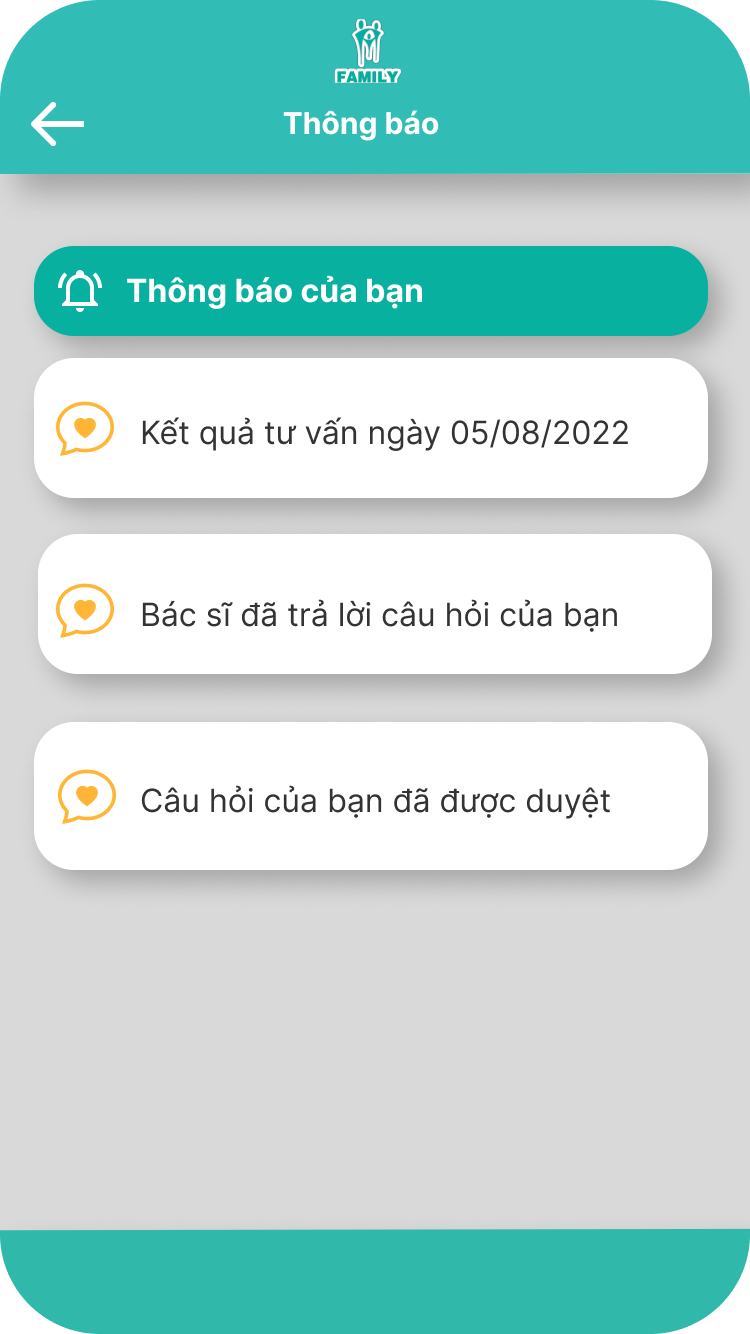 FAMILY
Thông báo
Thông báo của bạn
Kết quả tư vấn ngày 05/08/2022
Bác sĩ đã trả lời câu hỏi của bạn
Câu hỏi của bạn đã được duyệt